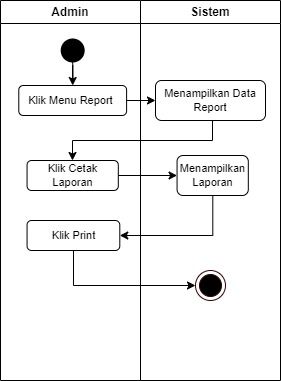 Admin
Sistem
Klik Menu Report
Menampilkan Data
Report
Klik Cetak
Laporan
Menampilkan
Laporan
Klik Print